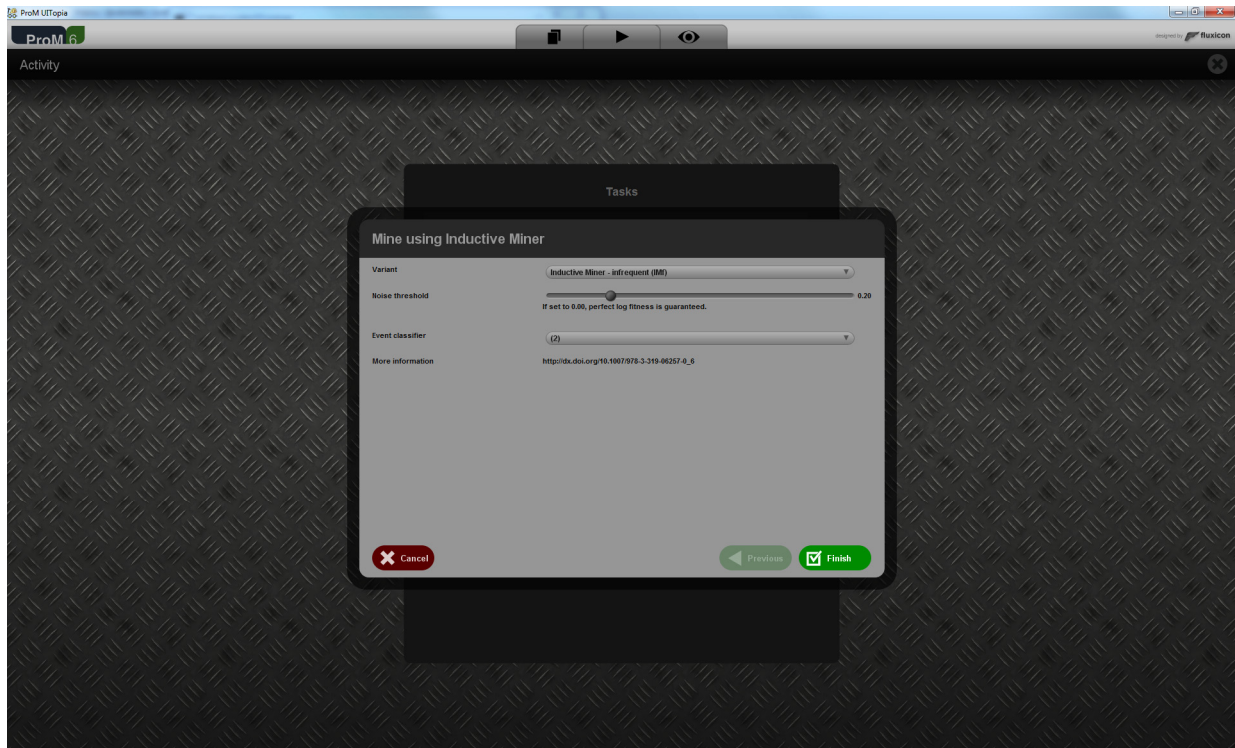 ProM UITopia
ProM 6
designed by fluxicon
Activity
Tasks
Mine using Inductive Miner
Variant
Inductive Miner - infrequent (IMf)
Noise threshold
0.20
If set to 0.00, perfect log fitness is guaranteed.
Event classifier
(2)
More information
http://dx.doi.org/10.1007/978-3-319-06257-0_6
Cancel
Previous
Finish